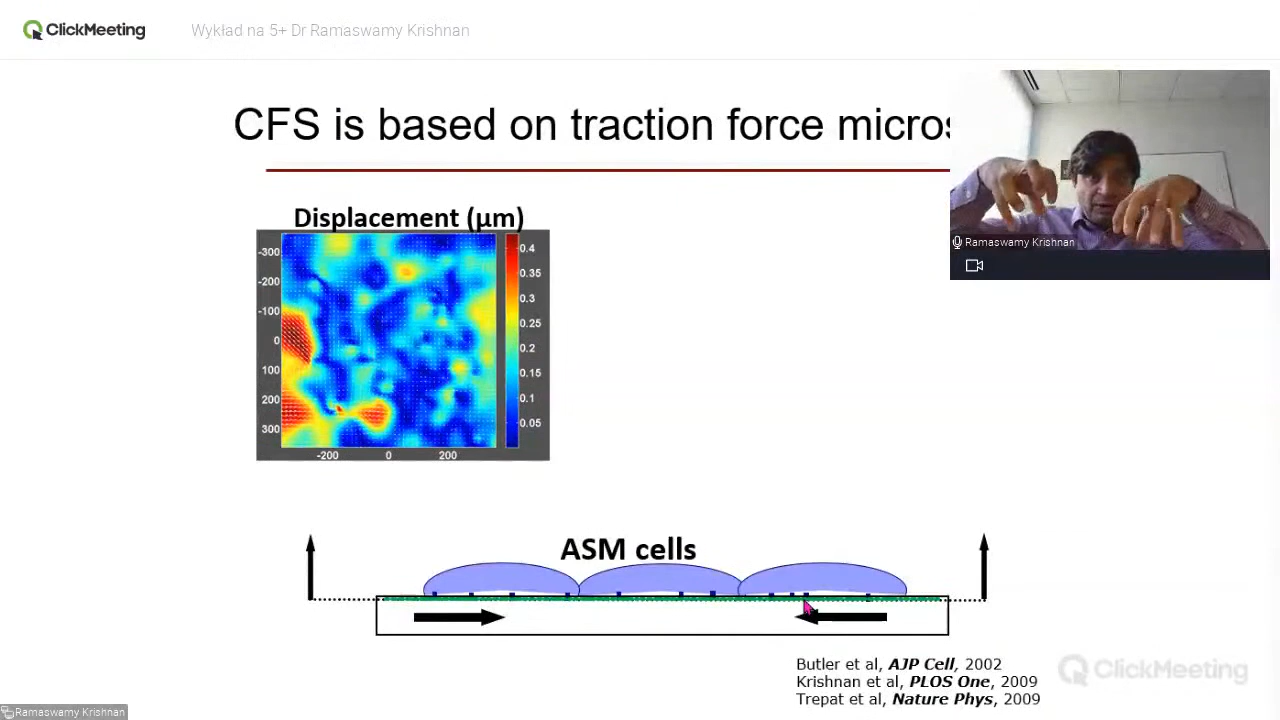 ClickMeeting
Wykład na 5+ Dr Ramaswamy Krishnan
CFS is based on traction force micros
Ramaswamy Krishnan
Displacement (µm)
-300
-200
-100
0
100
200
300
-200
0
200
0.4
0.35
0.3
0.25
0.2
0.15
0.1
0.05
ASM cells
Butler et al, AJP Cell, 2002
Krishnan et al, PLOS One, 2009
Trepat et al, Nature Phys, 2009
ClickMeeting
Ramaswamy Krishnan